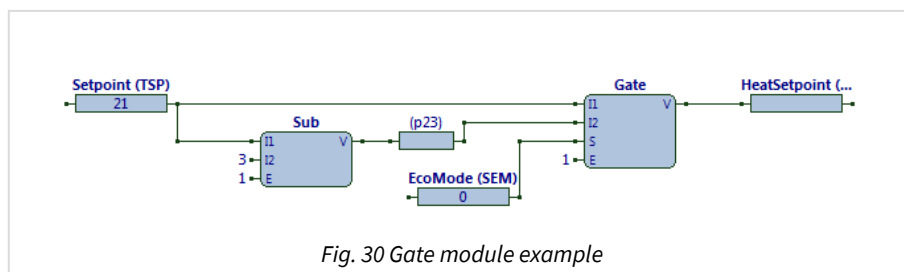 Setpoint (TSP)
21
Sub
I1 V
3 I2
1 E
(p23)
EcoMode (SEM)
0
Gate
I1 V
I2
S
1 E
HeatSetpoint (...
Fig. 30 Gate module example